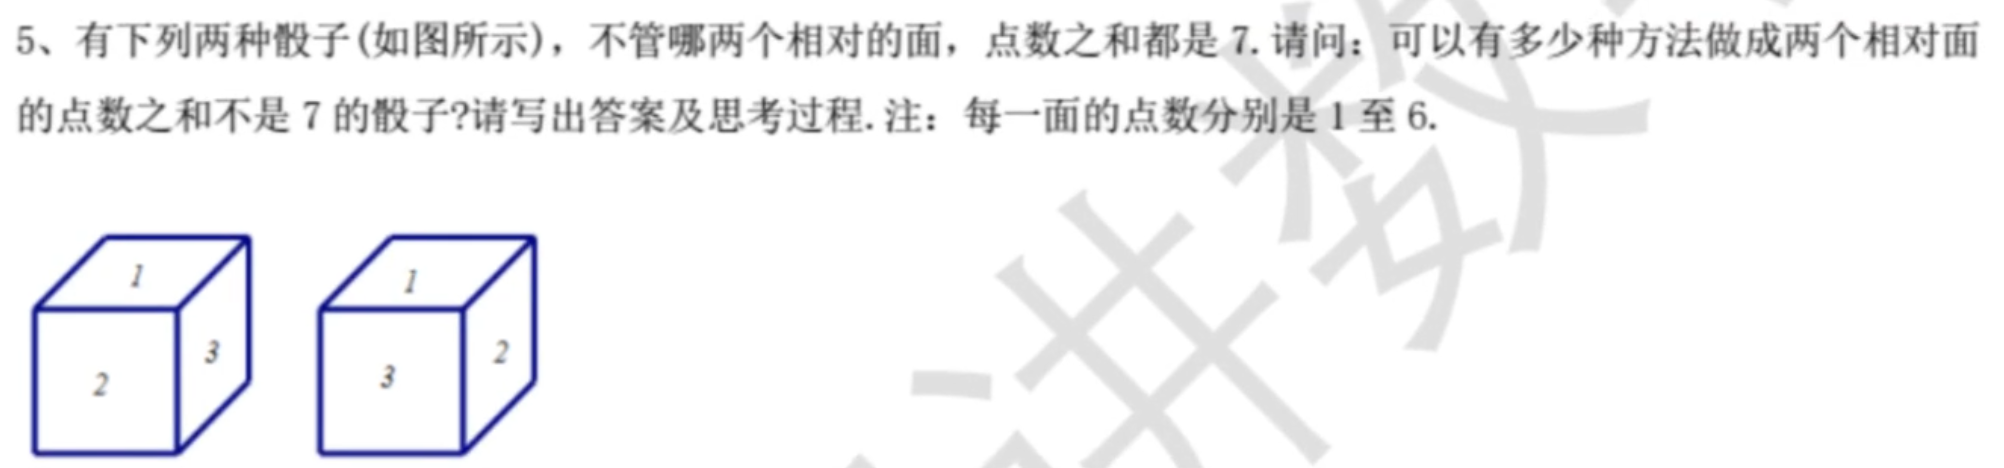 5、有下列两种骰子(如图所示)，不管哪两个相对的面，点数之和都是 7.请问：可以有多少种方法做成两个相对面
的点数之和不是 7 的骰子?请写出答案及思考过程.注：每一面的点数分别是 1 至 6.
1
2
3
1
3
2
讲数